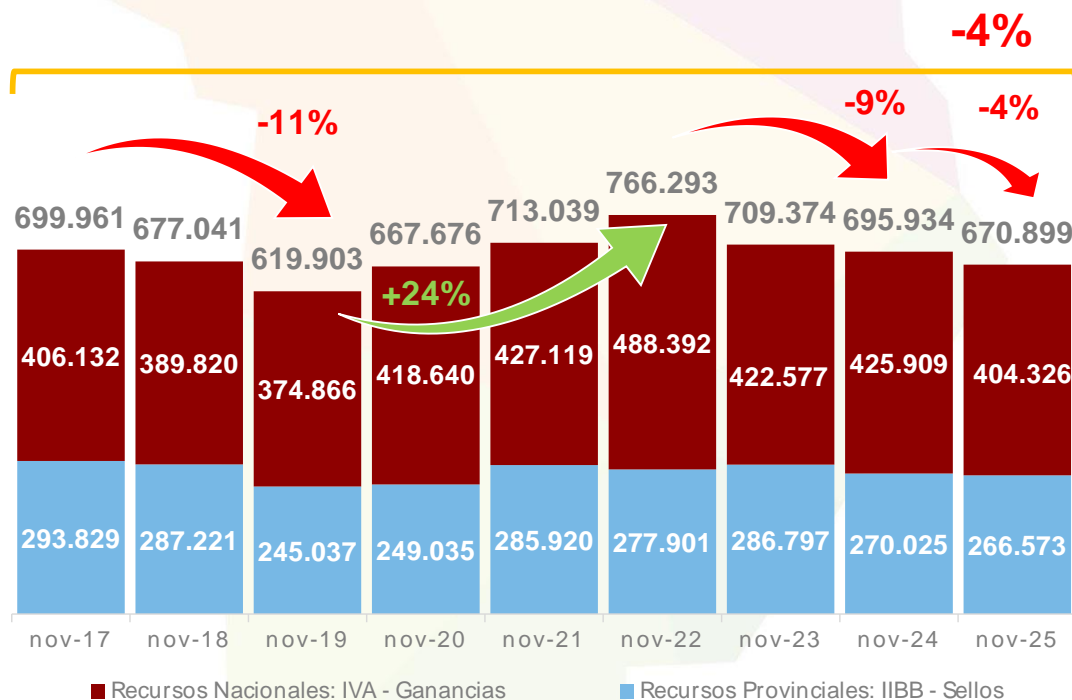 -4%
-11%
-9%
-4%
699.961
677.041
619.903
667.676
713.039
766.293
709.374
695.934
670.899
+24%
406.132
389.820
374.866
418.640
427.119
488.392
422.577
425.909
404.326
293.829
287.221
245.037
249.035
285.920
277.901
286.797
270.025
266.573
nov-17
nov-18
nov-19
nov-20
nov-21
nov-22
nov-23
nov-24
nov-25
Recursos Nacionales: IVA - Ganancias
Recursos Provinciales: IIBB - Sellos